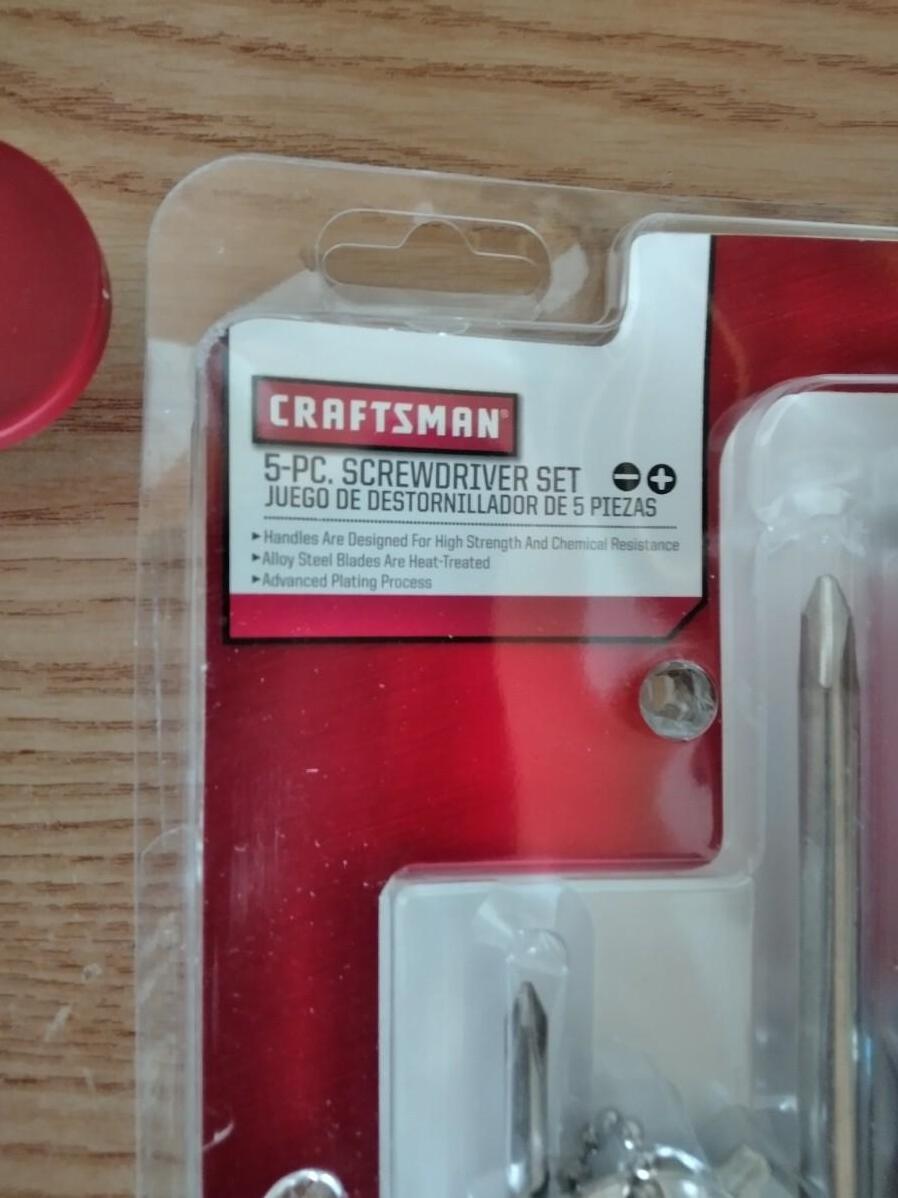 CRAFTSMAN®
5-PC. SCREWDRIVER SET
JUEGO DE DESTORNILLADOR DE 5 PIEZAS
▶Handles Are Designed For High Strength And Chemical Resistance
▶Alloy Steel Blades Are Heat-Treated
▶Advanced Plating Process